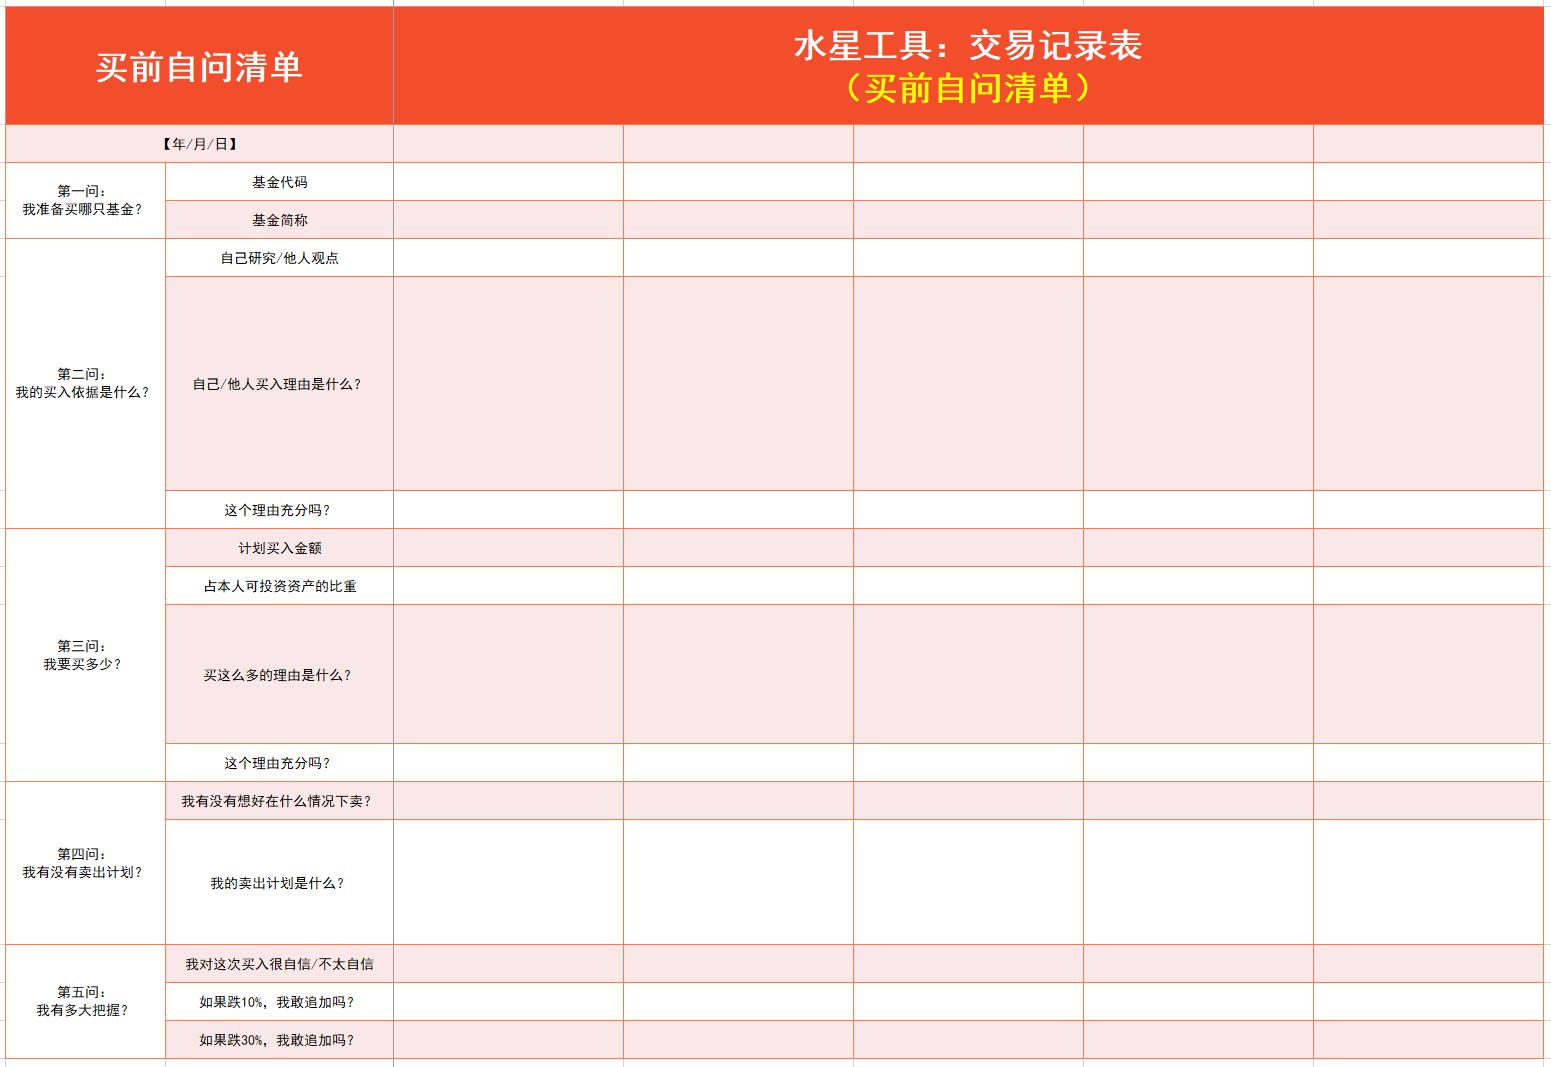 买前自问清单
水星工具：交易记录表
（买前自问清单）
【年/月/日】
第一问：
我准备买哪只基金？
基金代码
基金简称
第二问：
我的买入依据是什么？
自己研究/他人观点
自己/他人买入理由是什么？
这个理由充分吗？
第三问：
我要买多少？
计划买入金额
占本人可投资资产的比重
买这么多的理由是什么？
这个理由充分吗？
第四问：
我有没有卖出计划？
我有没有想好在什么情况下卖？
我的卖出计划是什么？
第五问：
我有多大把握？
我对这次买入很自信/不太自信
如果跌10%，我敢追加吗？
如果跌30%，我敢追加吗？